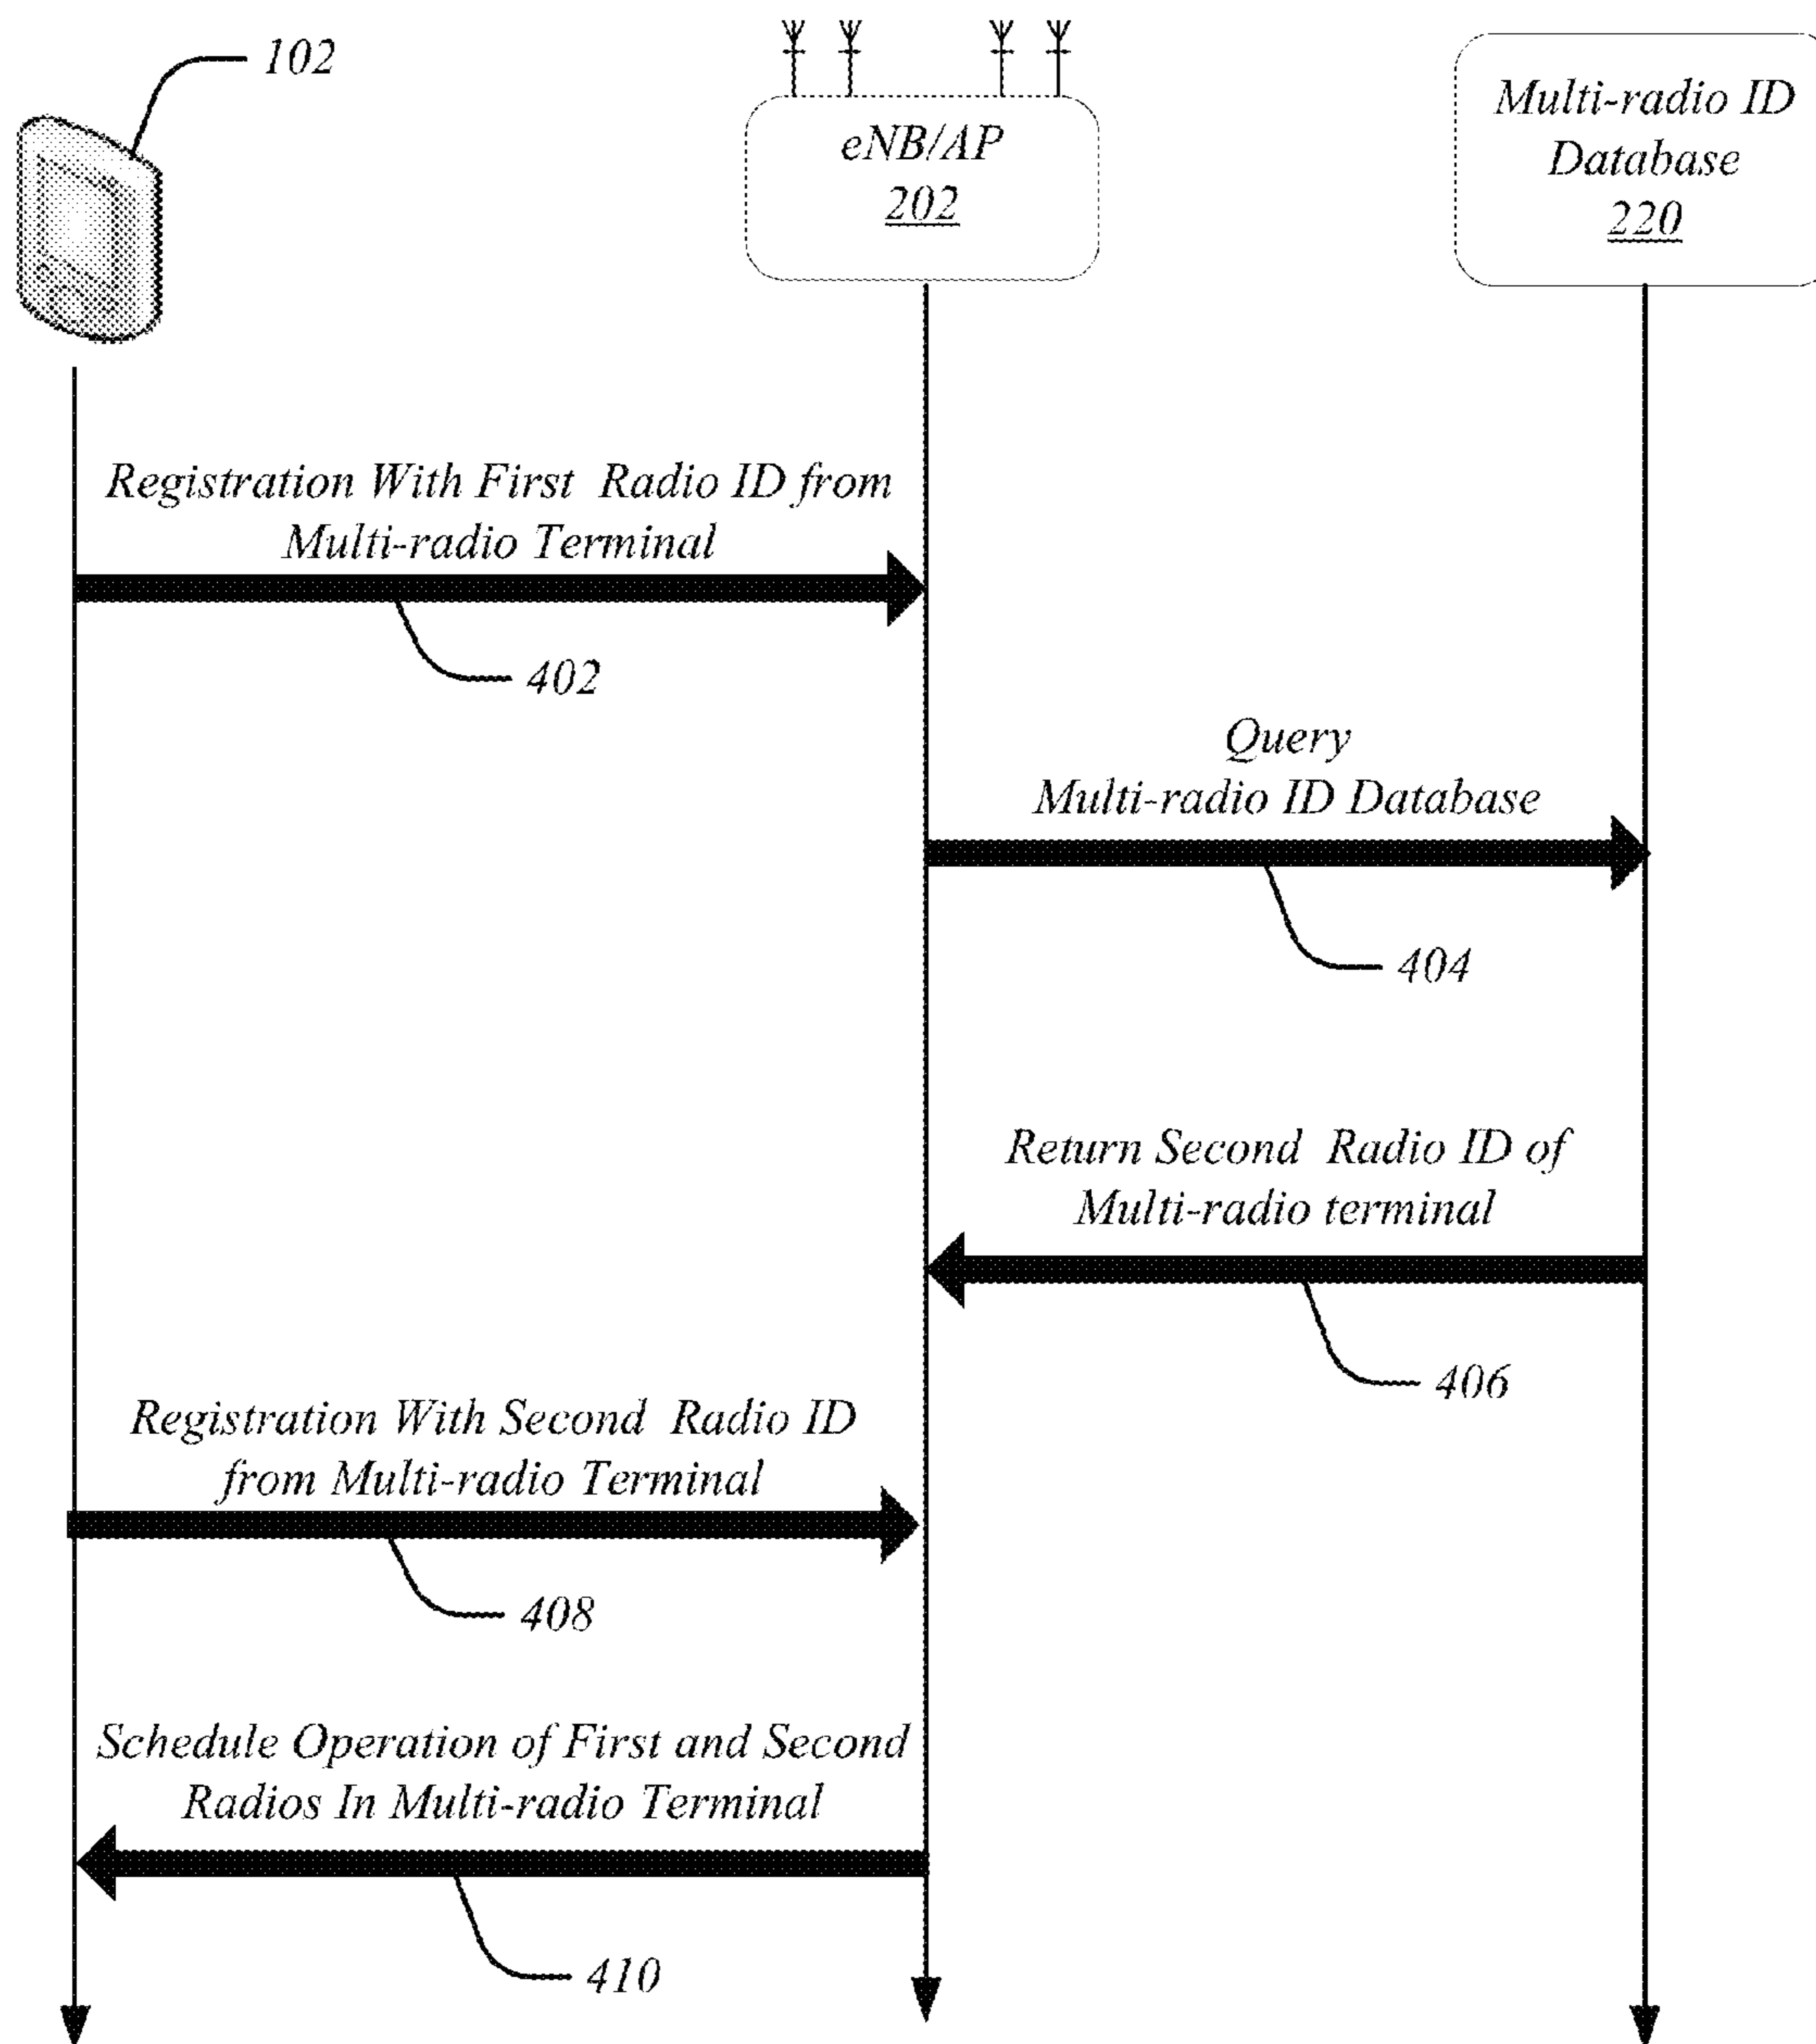 102
eNB/AP
202
Multi-radio ID
Database
220
Registration With First Radio ID from
Multi-radio Terminal
402
Query
Multi-radio ID Database
404
Return Second Radio ID of
Multi-radio terminal
406
Registration With Second Radio ID
from Multi-radio Terminal
408
Schedule Operation of First and Second
Radios In Multi-radio Terminal
410